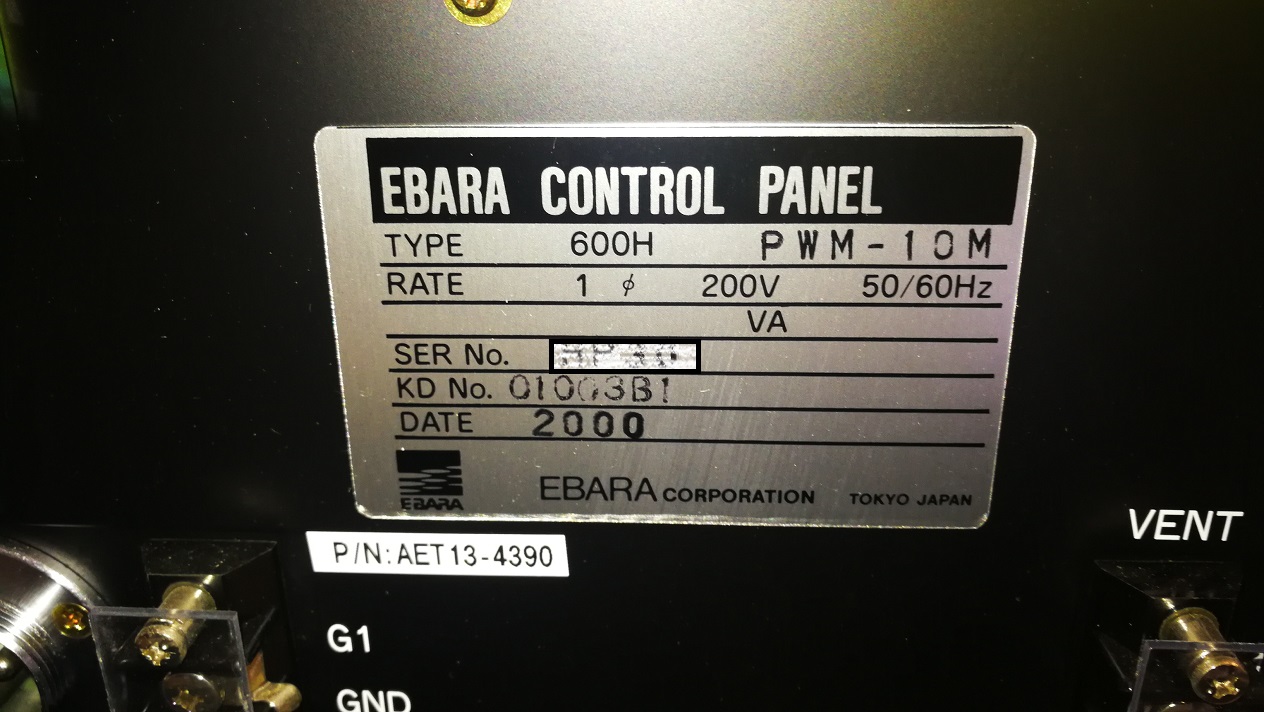 EBARA CONTROL PANEL
TYPE 600H PWM-10M
RATE 1 ϕ 200V 50/60Hz
VA
SER No.
KD No. 01003B1
DATE 2000
EBARA
EBARA CORPORATION TOKYO JAPAN
P/N:AET13-4390
VENT
G1
GND